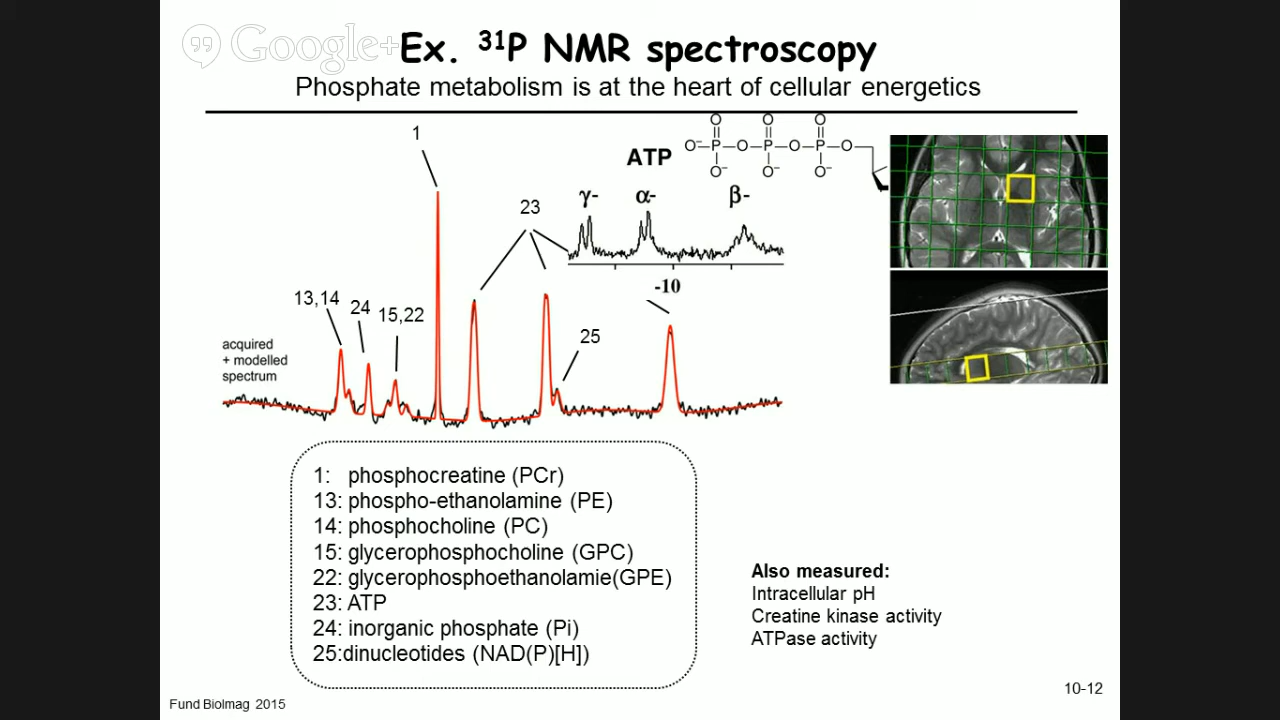 Google+
Ex. ³¹P NMR spectroscopy
Phosphate metabolism is at the heart of cellular energetics
1
ATP
O O O
O⁻ P O P O P O
O⁻ O⁻ O⁻
γ- α- β-
23
-10
13,14
24
15,22
25
acquired
+ modelled
spectrum
1: phosphocreatine (PCr)
13: phospho-ethanolamine (PE)
14: phosphocholine (PC)
15: glycerophosphocholine (GPC)
22: glycerophosphoethanolamie(GPE)
23: ATP
24: inorganic phosphate (Pi)
25:dinucleotides (NAD(P)[H])
Also measured:
Intracellular pH
Creatine kinase activity
ATPase activity
10-12
Fund BioImag 2015